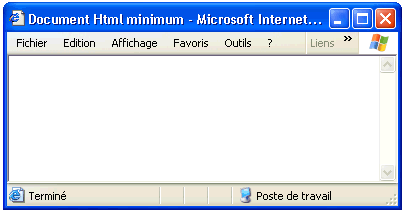 Document Html minimum - Microsoft Internet...
Fichier Edition Affichage Favoris Outils ? Liens »
Terminé Poste de travail